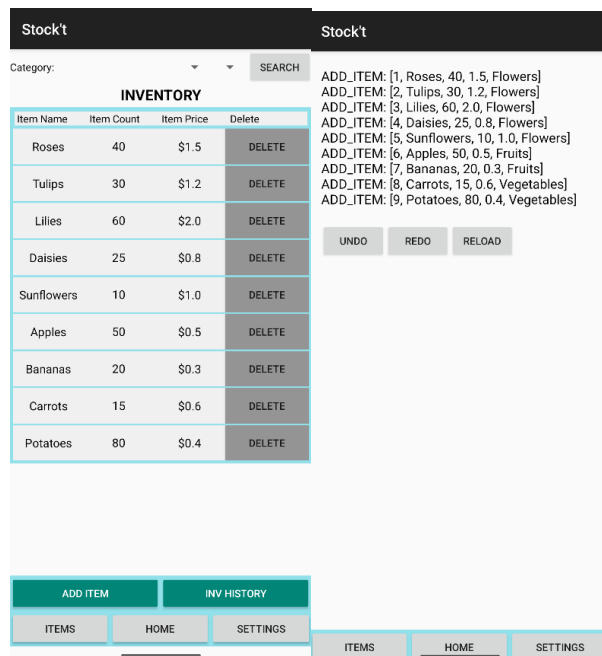 Stock't
Category:
SEARCH
INVENTORY
Item Name Item Count Item Price Delete
Roses 40 $1.5 DELETE
Tulips 30 $1.2 DELETE
Lilies 60 $2.0 DELETE
Daisies 25 $0.8 DELETE
Sunflowers 10 $1.0 DELETE
Apples 50 $0.5 DELETE
Bananas 20 $0.3 DELETE
Carrots 15 $0.6 DELETE
Potatoes 80 $0.4 DELETE
ADD ITEM INV HISTORY
ITEMS HOME SETTINGS
Stock't
ADD_ITEM: [1, Roses, 40, 1.5, Flowers]
ADD_ITEM: [2, Tulips, 30, 1.2, Flowers]
ADD_ITEM: [3, Lilies, 60, 2.0, Flowers]
ADD_ITEM: [4, Daisies, 25, 0.8, Flowers]
ADD_ITEM: [5, Sunflowers, 10, 1.0, Flowers]
ADD_ITEM: [6, Apples, 50, 0.5, Fruits]
ADD_ITEM: [7, Bananas, 20, 0.3, Fruits]
ADD_ITEM: [8, Carrots, 15, 0.6, Vegetables]
ADD_ITEM: [9, Potatoes, 80, 0.4, Vegetables]
UNDO REDO RELOAD
ITEMS HOME SETTINGS